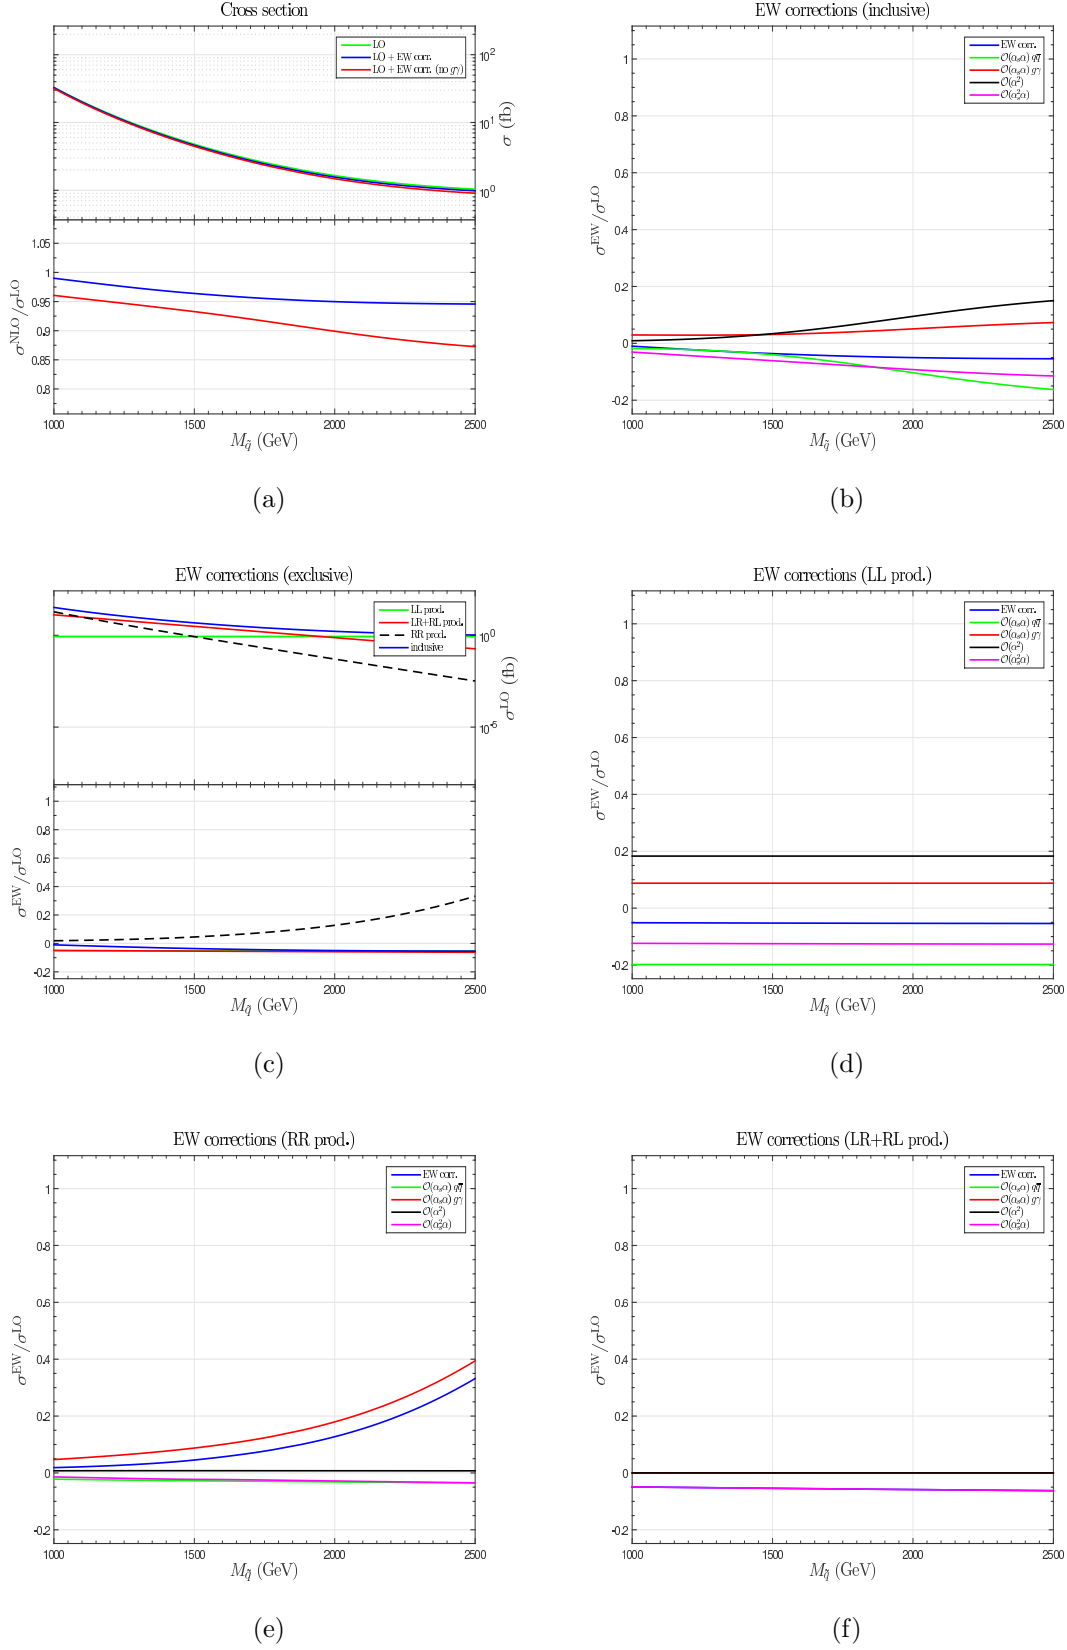 Cross section
LO
LO + EW corr.
LO + EW corr. (no gγ)
10²
10¹
10⁰
σ (fb)
1.05
1
0.95
0.9
0.85
0.8
σ^NLO/σ^LO
1000 1500 2000 2500
M_q̃ (GeV)
(a)
EW corrections (inclusive)
EW corr.
O(α_sα) qq̄
O(α_sα) gγ
O(α²)
O(α_s²α)
1
0.8
0.6
0.4
0.2
0
-0.2
σ^EW/σ^LO
1000 1500 2000 2500
M_q̃ (GeV)
(b)
EW corrections (exclusive)
LL prod.
LR+RL prod.
RR prod.
inclusive
10⁰
10⁻⁵
σ^LO (fb)
1
0.8
0.6
0.4
0.2
0
-0.2
σ^EW/σ^LO
1000 1500 2000 2500
M_q̃ (GeV)
(c)
EW corrections (LL prod.)
EW corr.
O(α_sα) qq̄
O(α_sα) gγ
O(α²)
O(α_s²α)
1
0.8
0.6
0.4
0.2
0
-0.2
σ^EW/σ^LO
1000 1500 2000 2500
M_q̃ (GeV)
(d)
EW corrections (RR prod.)
EW corr.
O(α_sα) qq̄
O(α_sα) gγ
O(α²)
O(α_s²α)
1
0.8
0.6
0.4
0.2
0
-0.2
σ^EW/σ^LO
1000 1500 2000 2500
M_q̃ (GeV)
(e)
EW corrections (LR+RL prod.)
EW corr.
O(α_sα) qq̄
O(α_sα) gγ
O(α²)
O(α_s²α)
1
0.8
0.6
0.4
0.2
0
-0.2
σ^EW/σ^LO
1000 1500 2000 2500
M_q̃ (GeV)
(f)